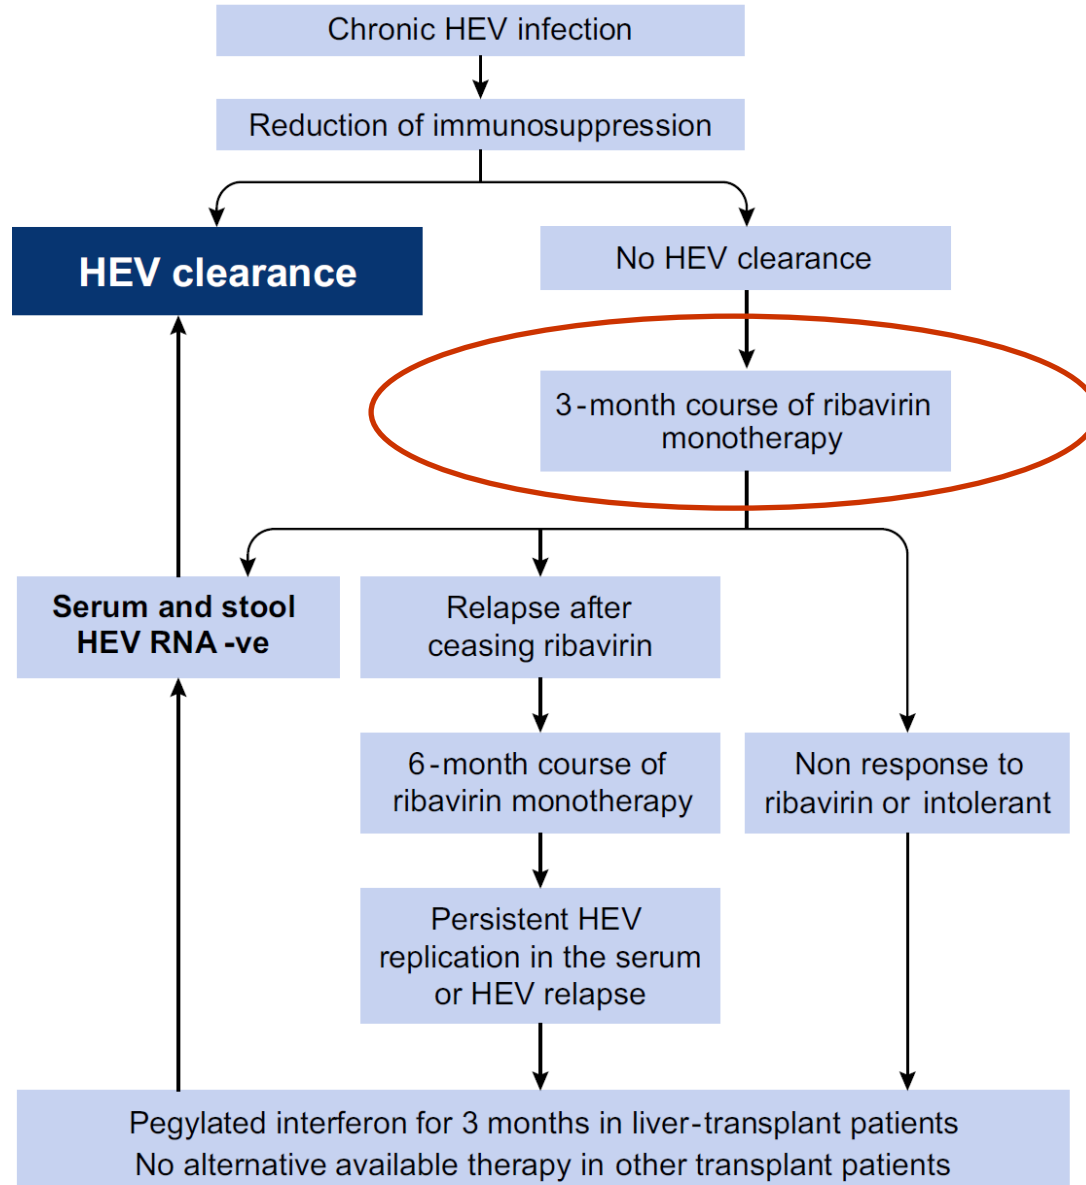 Chronic HEV infection
Reduction of immunosuppression
HEV clearance
No HEV clearance
3-month course of ribavirin
monotherapy
Serum and stool
HEV RNA -ve
Relapse after
ceasing ribavirin
6-month course of
ribavirin monotherapy
Non response to
ribavirin or intolerant
Persistent HEV
replication in the serum
or HEV relapse
Pegylated interferon for 3 months in liver-transplant patients
No alternative available therapy in other transplant patients